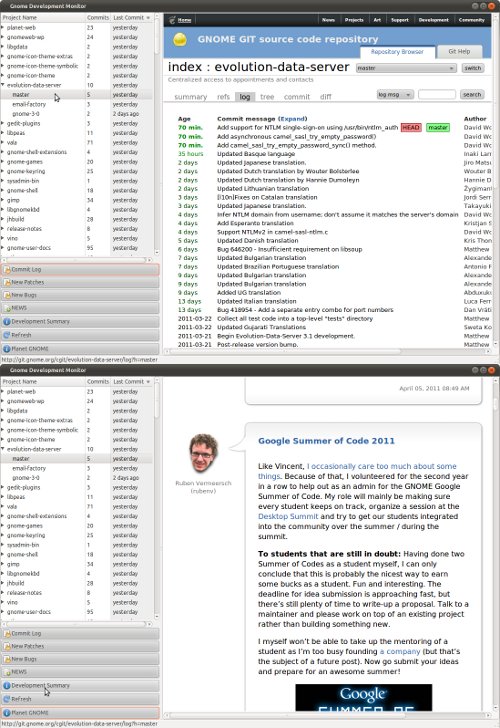 Gnome Development Monitor
Project Name Commits Last Commit
planet-web 23 yesterday
gnomeweb-wp 24 yesterday
libgdata 2 yesterday
gnome-icon-theme-extras 2 yesterday
gnome-icon-theme-symbolic 2 yesterday
gnome-icon-theme 2 yesterday
evolution-data-server 10 yesterday
master 5 yesterday
email-factory 3 yesterday
gnome-3-0 2 2 days ago
gedit-plugins 3 yesterday
libpeas 11 yesterday
vala 71 yesterday
gnome-shell-extensions 4 yesterday
gnome-games 20 yesterday
gnome-keyring 25 yesterday
sysadmin-bin 1 yesterday
gnome-shell 18 yesterday
gimp 34 yesterday
libgnomekbd 4 yesterday
jhbuild 28 yesterday
release-notes 8 yesterday
vino 5 yesterday
gnome-user-docs 95 yesterday
Commit Log
New Patches
New Bugs
NEWS
Development Summary
Refresh
Planet GNOME
http://git.gnome.org/cgit/evolution-data-server/log?h=master
Home News Projects Art Support Development Community
GNOME GIT source code repository
Repository Browser Git Help
index : evolution-data-server
master switch
Centralized access to appointments and contacts
summary refs log tree commit diff
log msg search
Age Commit message (Expand) Author
70 min. Add support for NTLM single-sign-on using /usr/bin/ntlm_auth HEAD master David Wo
70 min. Add asynchronous camel_sasl_try_empty_password() David Wo
70 min. Add camel_sasl_try_empty_password_sync() method. David Wo
35 hours Updated Basque language Inaki Lar
2 days Updated Japanese translation. Jiro Matsu
2 days Updated Dutch translation by Wouter Bolsterlee Wouter B
2 days Updated Dutch translation by Hannie Dumoleyn Hannie D
2 days Updated Lithuanian translation Žygimant
3 days [l10n]Fixes on Catalan translation Jordi Serr
3 days Updated Japanese translation. Takayuk
4 days Infer NTLM domain from username; don't assume it matches the server's domain David Wo
4 days Add Esperanto translation Kristjan S
4 days Support NTLMv2 in camel-sasl-ntlm.c David Wo
5 days Updated Danish translation Kris Thon
6 days Bug 646200 - Insufficient requirement on libsoup Matthew
7 days Updated Bulgarian translation Alexande
7 days Updated Brazilian Portuguese translation Antonio F
9 days Updated Bulgarian translation Alexande
9 days Added UG translation Abduxuk
13 days Updated Italian translation Luca Fer
13 days Bug 418954 - Add a separate entry combo for port numbers Dan Vráti
2011-03-22 Collect all test code into a top-level "tests" directory Matthew
2011-03-22 Updated Gujarati Translations Sweta Ko
2011-03-21 Begin Evolution-Data-Server 3.1 development. Matthew
2011-03-21 Post-release version bump. Matthew
Gnome Development Monitor
Project Name Commits Last Commit
planet-web 23 yesterday
gnomeweb-wp 24 yesterday
libgdata 2 yesterday
gnome-icon-theme-extras 2 yesterday
gnome-icon-theme-symbolic 2 yesterday
gnome-icon-theme 2 yesterday
evolution-data-server 10 yesterday
master 5 yesterday
email-factory 3 yesterday
gnome-3-0 2 2 days ago
gedit-plugins 3 yesterday
libpeas 11 yesterday
vala 71 yesterday
gnome-shell-extensions 4 yesterday
gnome-games 20 yesterday
gnome-keyring 25 yesterday
sysadmin-bin 1 yesterday
gnome-shell 18 yesterday
gimp 34 yesterday
libgnomekbd 4 yesterday
jhbuild 28 yesterday
release-notes 8 yesterday
vino 5 yesterday
gnome-user-docs 95 yesterday
Commit Log
New Patches
New Bugs
NEWS
Development Summary
Refresh
Planet GNOME
http://git.gnome.org/cgit/evolution-data-server/log?h=master
April 05, 2011 08:49 AM
Ruben Vermeersch
(rubenv)
Google Summer of Code 2011
Like Vincent, I occasionally care too much about some
things. Because of that, I volunteered for the second year
in a row to help out as an admin for the GNOME Google
Summer of Code. My role will mainly be making sure
every student keeps on track, organize a session at the
Desktop Summit and try to get our students integrated
into the community over the summer / during the
summit.
To students that are still in doubt: Having done two
Summer of Codes as a student myself, I can only
conclude that this is probably the nicest way to earn
some bucks as a student. Fun and interesting. The
deadline for idea submission is approaching fast, but
there's still plenty of time to write-up a proposal. Talk to a
maintainer and please work on top of an existing project
rather than building something new.
I myself won't be able to take up the mentoring of a
student as I'm too busy founding a company (but that's
the subject of a future post). Now go submit your ideas
and prepare for an awesome summer!
Google